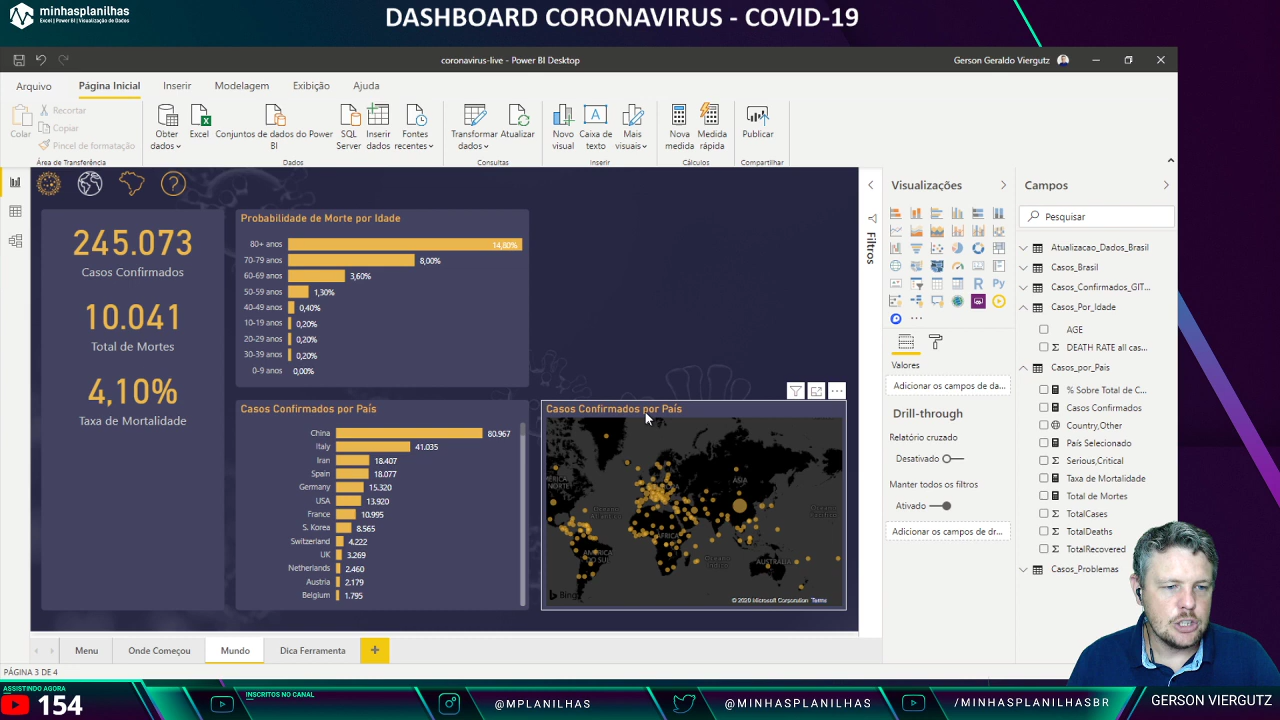 minhasplanilhas
Excel | Power BI | Visualização de Dados
DASHBOARD CORONAVIRUS - COVID-19
coronavirus-live - Power BI Desktop
Gerson Geraldo Viergutz
Arquivo
Página Inicial
Inserir
Modelagem
Exibição
Ajuda
Colar
Recortar
Copiar
Pincel de formatação
Área de Transferência
Obter dados
Excel
Conjuntos de dados do Power BI
SQL Server
Inserir dados
Fontes recentes
Dados
Transformar dados
Atualizar
Consultas
Novo visual
Caixa de texto
Mais visuais
Inserir
Nova medida
Medida rápida
Cálculos
Publicar
Compartilhar
245.073
Casos Confirmados
10.041
Total de Mortes
4,10%
Taxa de Mortalidade
Probabilidade de Morte por Idade
80+ anos 14,80%
70-79 anos 8,00%
60-69 anos 3,60%
50-59 anos 1,30%
40-49 anos 0,40%
10-19 anos 0,20%
20-29 anos 0,20%
30-39 anos 0,20%
0-9 anos 0,00%
Casos Confirmados por País
China 80.967
Italy 41.035
Iran 18.407
Spain 18.077
Germany 15.320
USA 13.920
France 10.995
S. Korea 8.565
Switzerland 4.222
UK 3.269
Netherlands 2.460
Austria 2.179
Belgium 1.795
Casos Confirmados por País
ÁSIA
ÁFRICA
AMÉRICA DO SUL
AUSTRÁLIA
Bing
© 2020 Microsoft Corporation Terms
Filtros
Visualizações
R
Py
Valores
Adicionar os campos de da...
Drill-through
Relatório cruzado
Desativado
Manter todos os filtros
Ativado
Adicionar os campos de dr...
Campos
Pesquisar
Atualizacao_Dados_Brasil
Casos_Brasil
Casos_Confirmados_GIT...
Casos_Por_Idade
AGE
DEATH RATE all cas...
Casos_por_Pais
% Sobre Total de C...
Casos Confirmados
Country,Other
País Selecionado
Serious,Critical
Taxa de Mortalidade
Total de Mortes
TotalCases
TotalDeaths
TotalRecovered
Casos_Problemas
Menu
Onde Começou
Mundo
Dica Ferramenta
+
PÁGINA 3 DE 4
ASSISTINDO AGORA
154
INSCRITOS NO CANAL
@MPLANILHAS
@MINHASPLANILHAS
/MINHASPLANILHASBR
GERSON VIERGUTZ